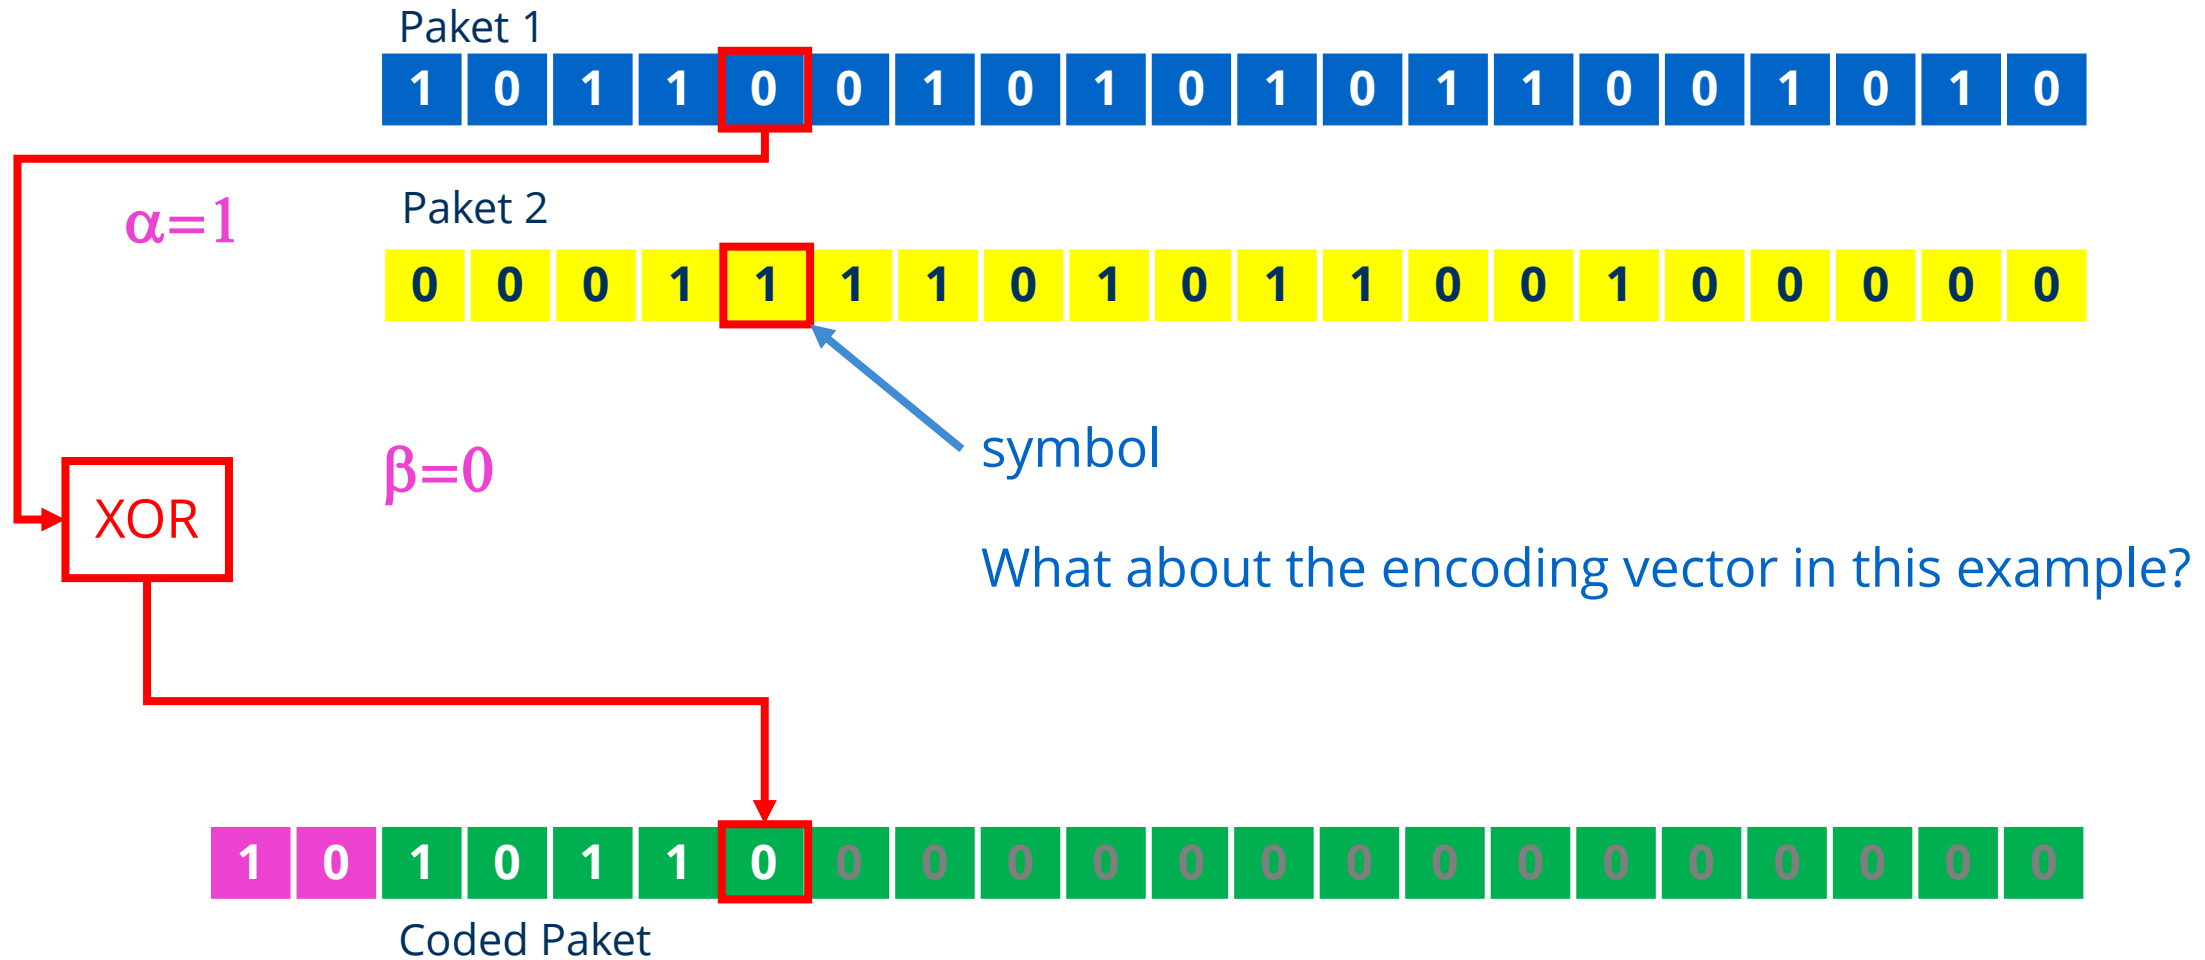 Paket 1
1 0 1 1 0 0 1 0 1 0 1 0 1 1 0 0 1 0 1 0
α=1
Paket 2
0 0 0 1 1 1 1 0 1 0 1 1 0 0 1 0 0 0 0 0
symbol
β=0
XOR
What about the encoding vector in this example?
1 0 1 0 1 1 0 0 0 0 0 0 0 0 0 0 0 0 0 0 0 0
Coded Paket